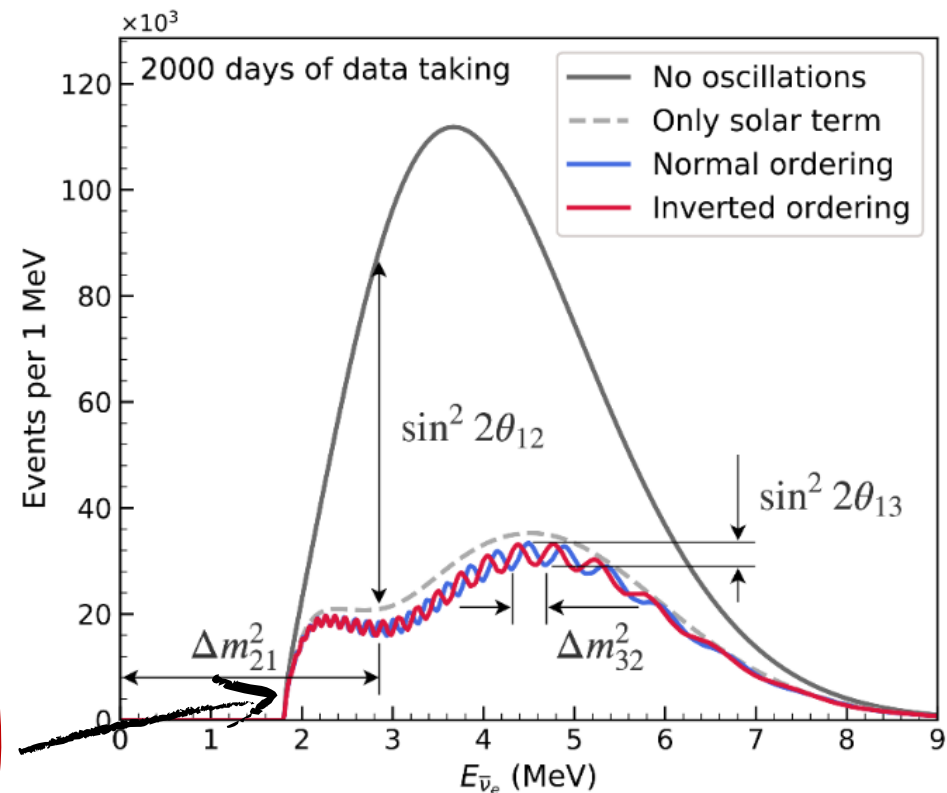 ×10³
2000 days of data taking
No oscillations
Only solar term
Normal ordering
Inverted ordering
120
100
80
60
40
20
0
Events per 1 MeV
sin² 2θ₁₂
sin² 2θ₁₃
Δm²₂₁
Δm²₃₂
0 1 2 3 4 5 6 7 8 9
E_ν̅ₑ (MeV)